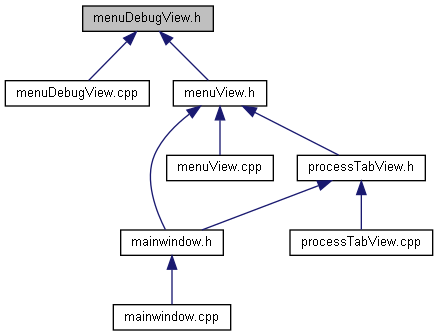 menuDebugView.h
menuDebugView.cpp
menuView.h
menuView.cpp
processTabView.h
mainwindow.h
processTabView.cpp
mainwindow.cpp